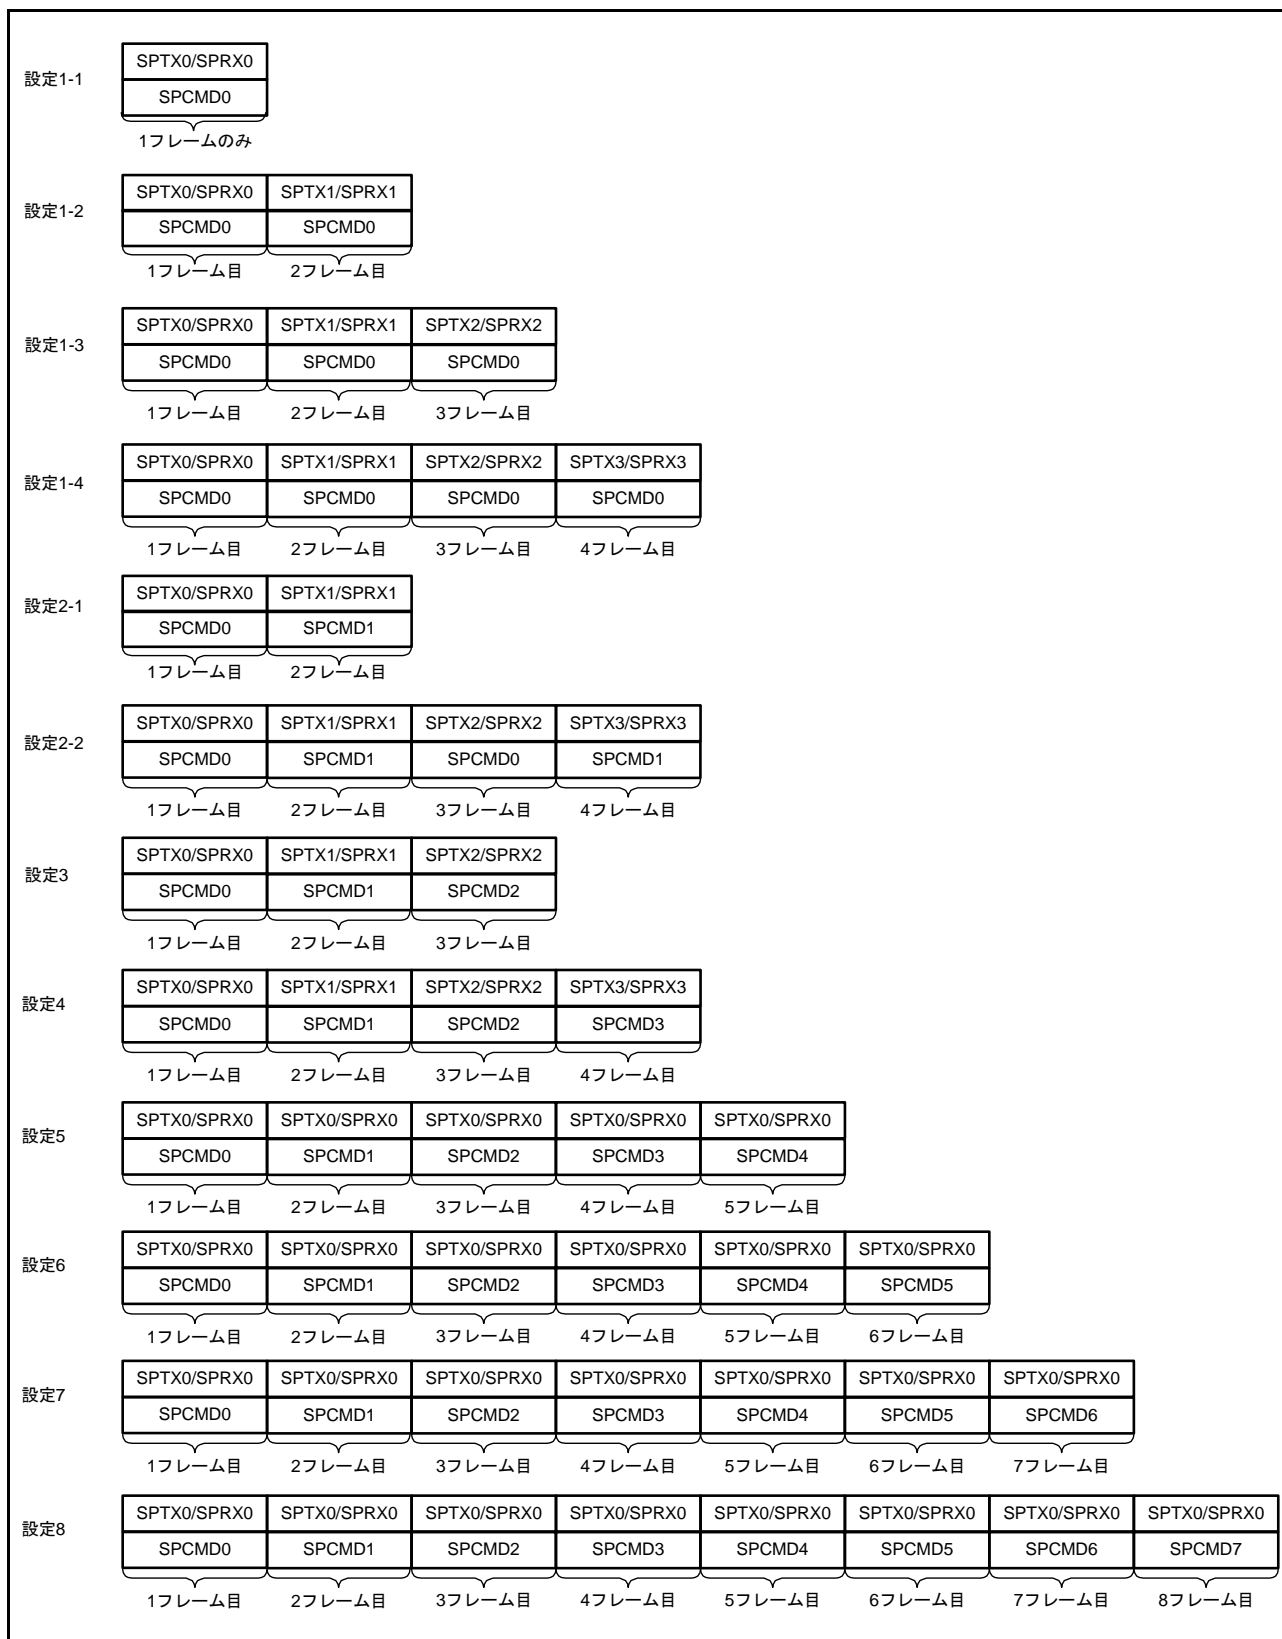 設定1-1
SPTX0/SPRX0
SPCMD0
1フレームのみ
設定1-2
SPTX0/SPRX0 SPTX1/SPRX1
SPCMD0 SPCMD0
1フレーム目 2フレーム目
設定1-3
SPTX0/SPRX0 SPTX1/SPRX1 SPTX2/SPRX2
SPCMD0 SPCMD0 SPCMD0
1フレーム目 2フレーム目 3フレーム目
設定1-4
SPTX0/SPRX0 SPTX1/SPRX1 SPTX2/SPRX2 SPTX3/SPRX3
SPCMD0 SPCMD0 SPCMD0 SPCMD0
1フレーム目 2フレーム目 3フレーム目 4フレーム目
設定2-1
SPTX0/SPRX0 SPTX1/SPRX1
SPCMD0 SPCMD1
1フレーム目 2フレーム目
設定2-2
SPTX0/SPRX0 SPTX1/SPRX1 SPTX2/SPRX2 SPTX3/SPRX3
SPCMD0 SPCMD1 SPCMD0 SPCMD1
1フレーム目 2フレーム目 3フレーム目 4フレーム目
設定3
SPTX0/SPRX0 SPTX1/SPRX1 SPTX2/SPRX2
SPCMD0 SPCMD1 SPCMD2
1フレーム目 2フレーム目 3フレーム目
設定4
SPTX0/SPRX0 SPTX1/SPRX1 SPTX2/SPRX2 SPTX3/SPRX3
SPCMD0 SPCMD1 SPCMD2 SPCMD3
1フレーム目 2フレーム目 3フレーム目 4フレーム目
設定5
SPTX0/SPRX0 SPTX0/SPRX0 SPTX0/SPRX0 SPTX0/SPRX0 SPTX0/SPRX0
SPCMD0 SPCMD1 SPCMD2 SPCMD3 SPCMD4
1フレーム目 2フレーム目 3フレーム目 4フレーム目 5フレーム目
設定6
SPTX0/SPRX0 SPTX0/SPRX0 SPTX0/SPRX0 SPTX0/SPRX0 SPTX0/SPRX0 SPTX0/SPRX0
SPCMD0 SPCMD1 SPCMD2 SPCMD3 SPCMD4 SPCMD5
1フレーム目 2フレーム目 3フレーム目 4フレーム目 5フレーム目 6フレーム目
設定7
SPTX0/SPRX0 SPTX0/SPRX0 SPTX0/SPRX0 SPTX0/SPRX0 SPTX0/SPRX0 SPTX0/SPRX0 SPTX0/SPRX0
SPCMD0 SPCMD1 SPCMD2 SPCMD3 SPCMD4 SPCMD5 SPCMD6
1フレーム目 2フレーム目 3フレーム目 4フレーム目 5フレーム目 6フレーム目 7フレーム目
設定8
SPTX0/SPRX0 SPTX0/SPRX0 SPTX0/SPRX0 SPTX0/SPRX0 SPTX0/SPRX0 SPTX0/SPRX0 SPTX0/SPRX0 SPTX0/SPRX0
SPCMD0 SPCMD1 SPCMD2 SPCMD3 SPCMD4 SPCMD5 SPCMD6 SPCMD7
1フレーム目 2フレーム目 3フレーム目 4フレーム目 5フレーム目 6フレーム目 7フレーム目 8フレーム目